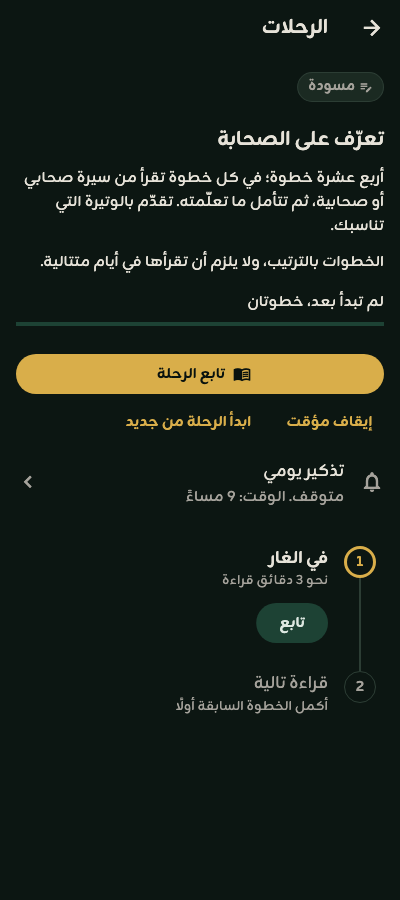 الرحلات
مسودة
تعرّف على الصحابة
أربع عشرة خطوة؛ في كل خطوة تقرأ من سيرة صحابي
أو صحابية، ثم تتأمل ما تعلّمته. تقدّم بالوتيرة التي
تناسبك.
الخطوات بالترتيب، ولا يلزم أن تقرأها في أيام متتالية.
لم تبدأ بعد، خطوتان
تابع الرحلة
إيقاف مؤقت
ابدأ الرحلة من جديد
تذكير يومي
متوقف. الوقت: 9 مساءً
1
في الغار
نحو 3 دقائق قراءة
تابع
2
قراءة تالية
أكمل الخطوة السابقة أولًا